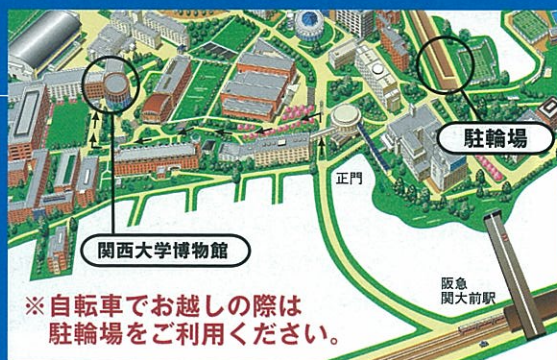 駐輪場
正門
関西大学博物館
阪急
関大前駅
※自転車でお越しの際は
駐輪場をご利用ください。